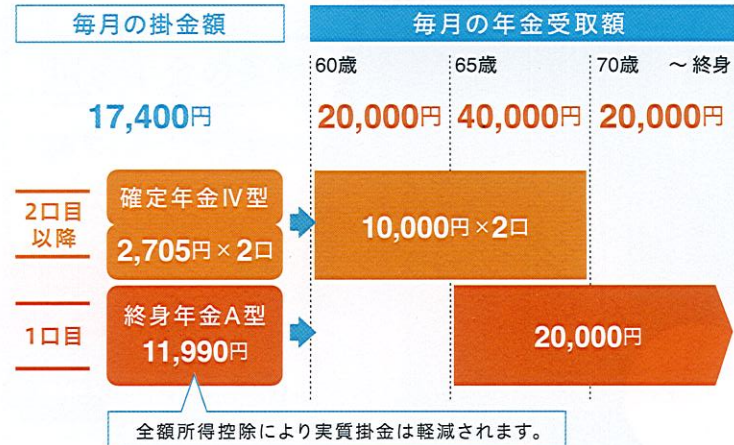 毎月の掛金額
毎月の年金受取額
60歳
65歳
70歳 ～終身
17,400円
20,000円
40,000円
20,000円
2口目
以降
確定年金Ⅳ型
2,705円×2口
10,000円×2口
1口目
終身年金A型
11,990円
20,000円
全額所得控除により実質掛金は軽減されます。